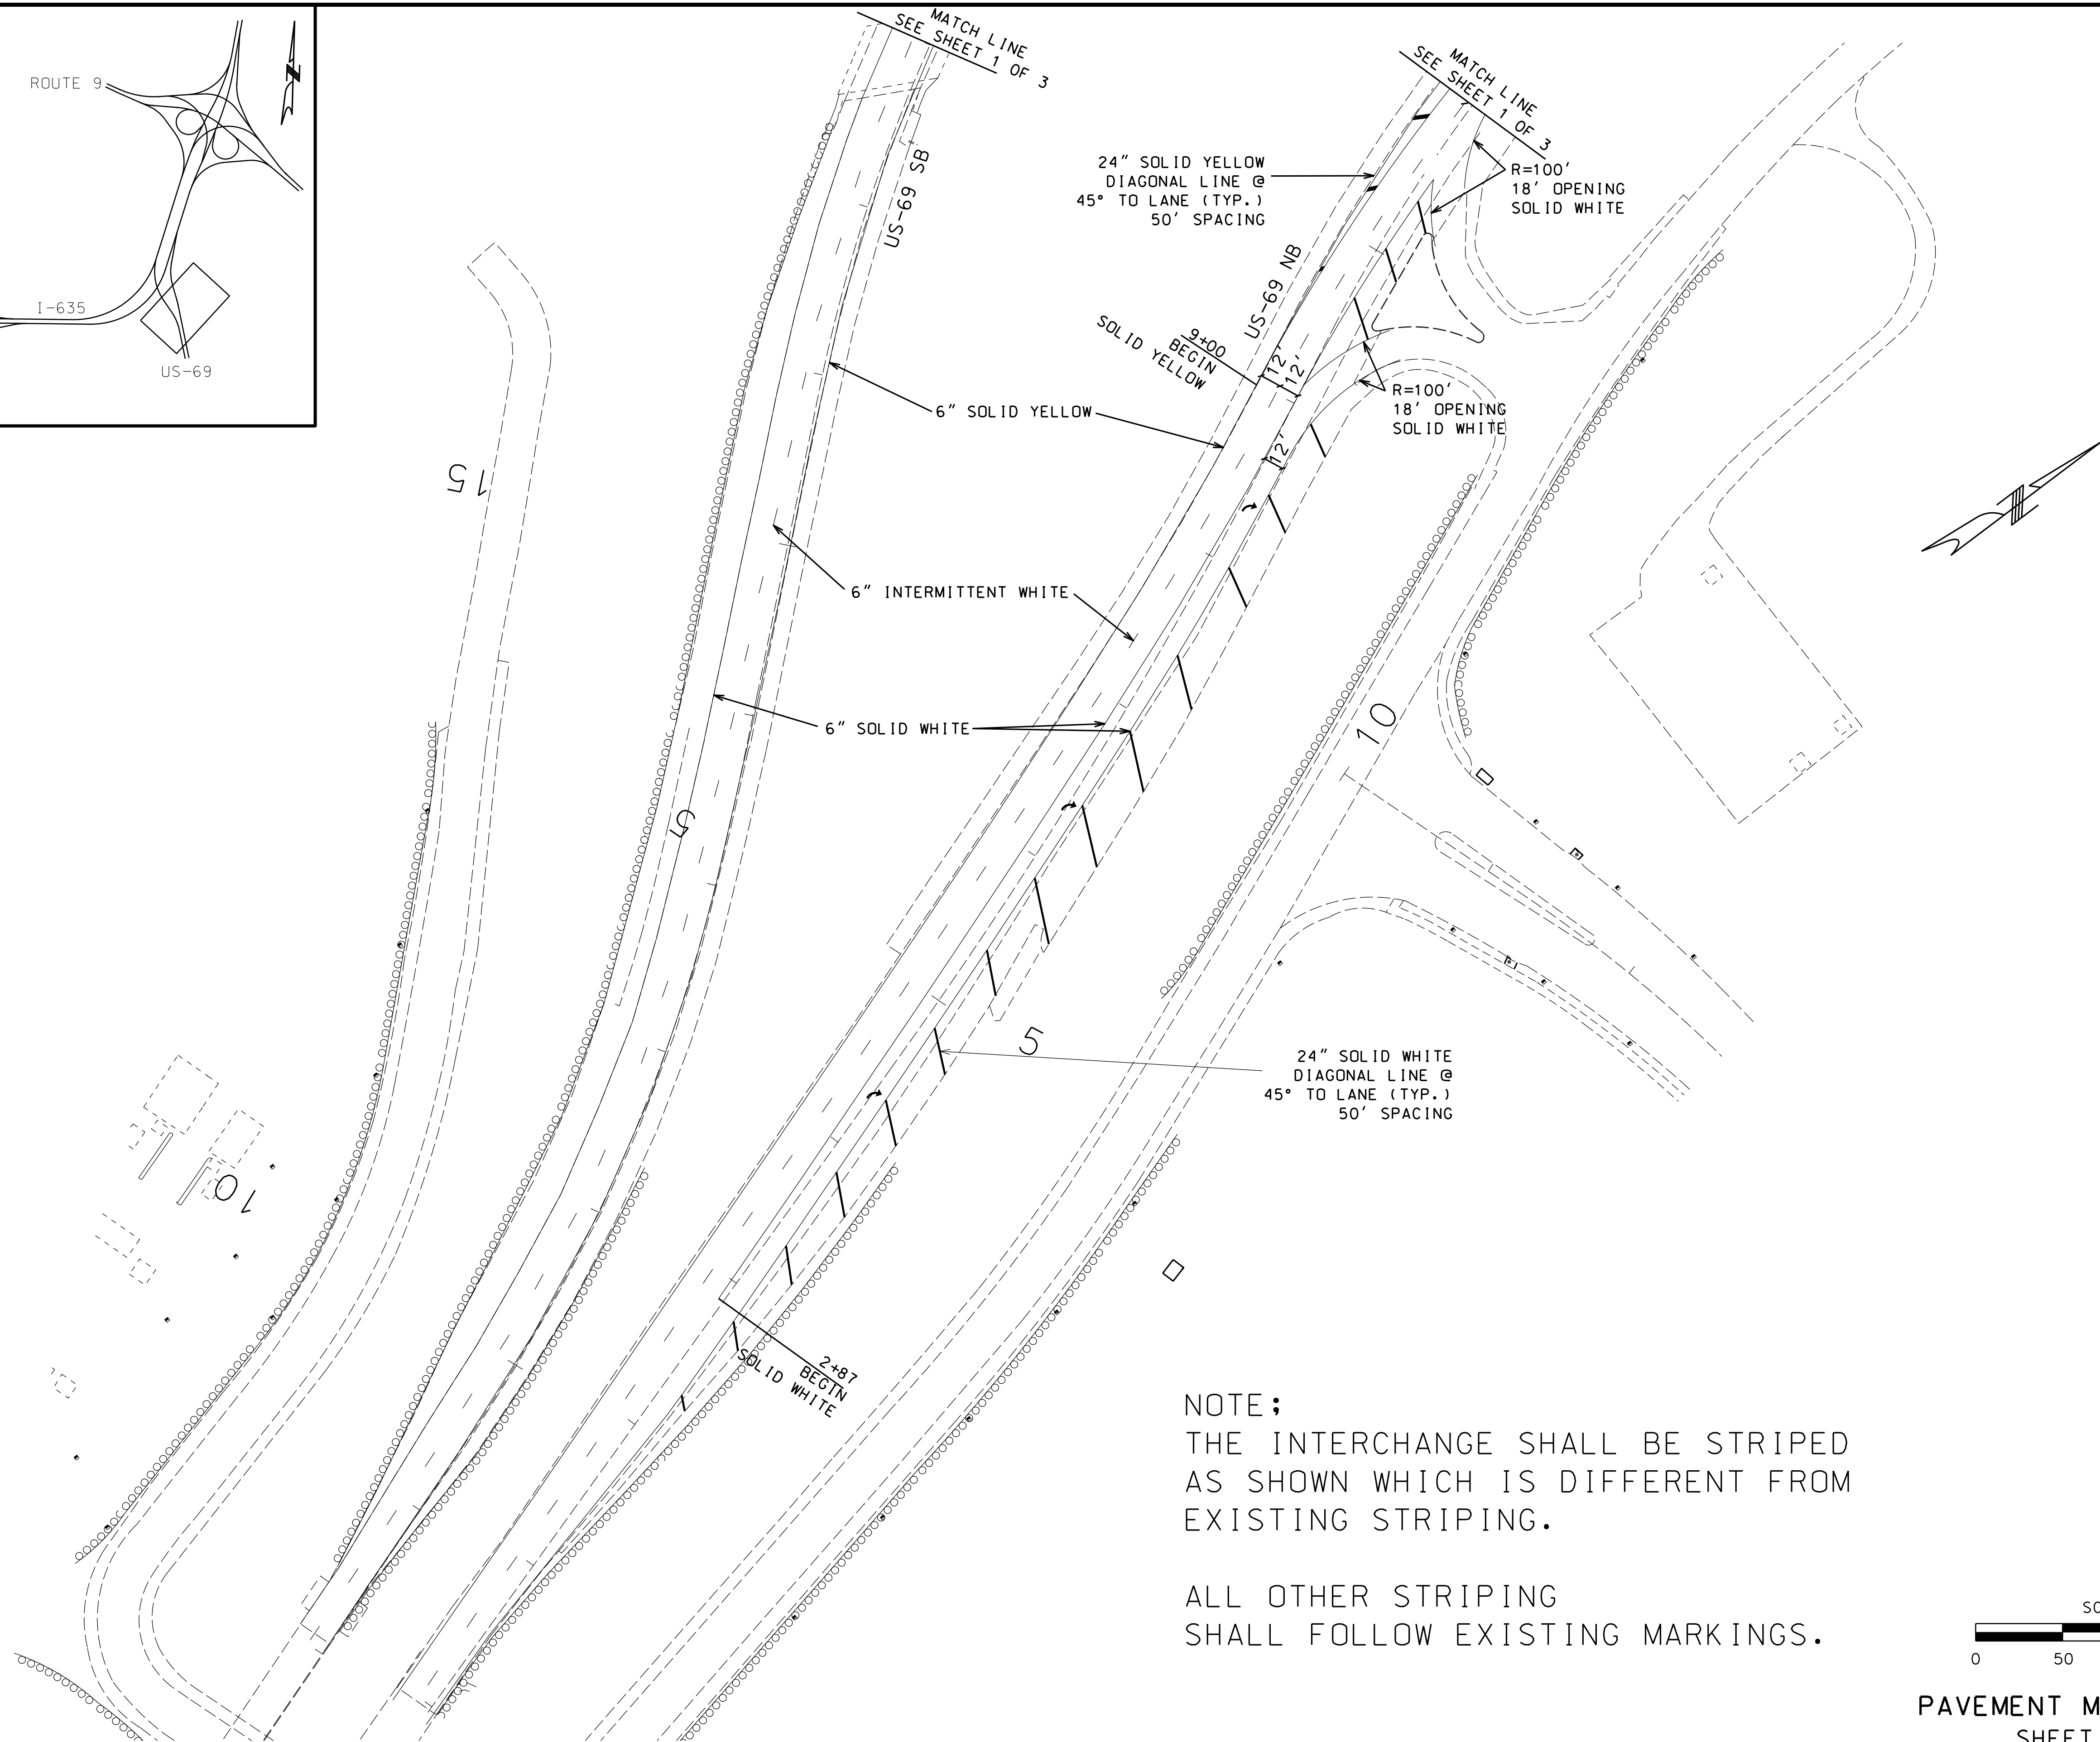 ROUTE 9
N
I-635
US-69
MATCH LINE
SEE SHEET 1 OF 3
MATCH LINE
SEE SHEET 1 OF 3
US-69 SB
24" SOLID YELLOW
DIAGONAL LINE @
45° TO LANE (TYP.)
50' SPACING
R=100'
18' OPENING
SOLID WHITE
US-69 NB
9+00
BEGIN
SOLID YELLOW
12'
12'
R=100'
18' OPENING
SOLID WHITE
6" SOLID YELLOW
12'
15
N
6" INTERMITTENT WHITE
6" SOLID WHITE
10
5
5
24" SOLID WHITE
DIAGONAL LINE @
45° TO LANE (TYP.)
50' SPACING
10
2+87
BEGIN
SOLID WHITE
NOTE;
THE INTERCHANGE SHALL BE STRIPED
AS SHOWN WHICH IS DIFFERENT FROM
EXISTING STRIPING.
ALL OTHER STRIPING
SHALL FOLLOW EXISTING MARKINGS.
0 50
PAVEMENT M
SHEET